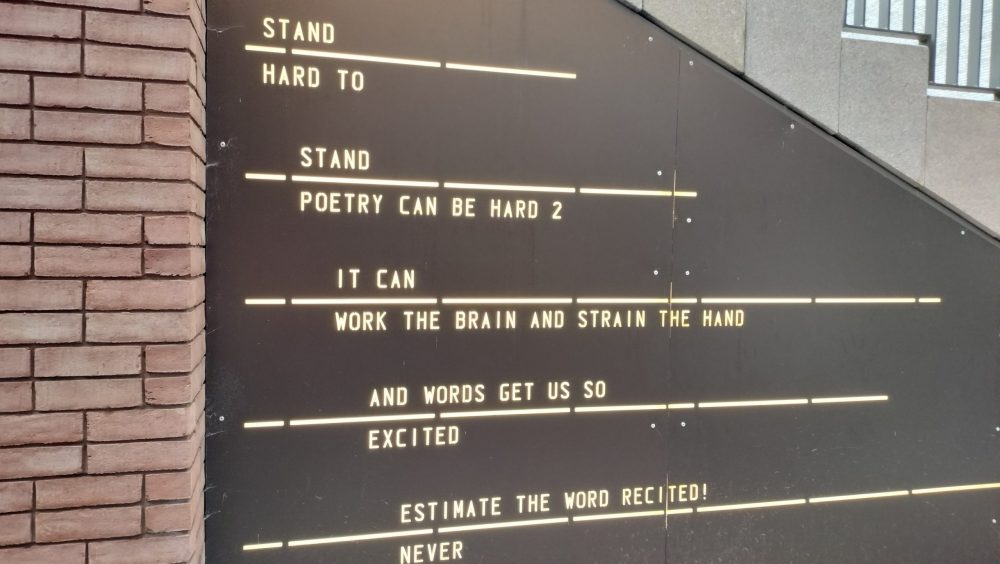 STAND
HARD TO
STAND
POETRY CAN BE HARD 2
IT CAN
WORK THE BRAIN AND STRAIN THE HAND
AND WORDS GET US SO
EXCITED
ESTIMATE THE WORD RECITED!
NEVER